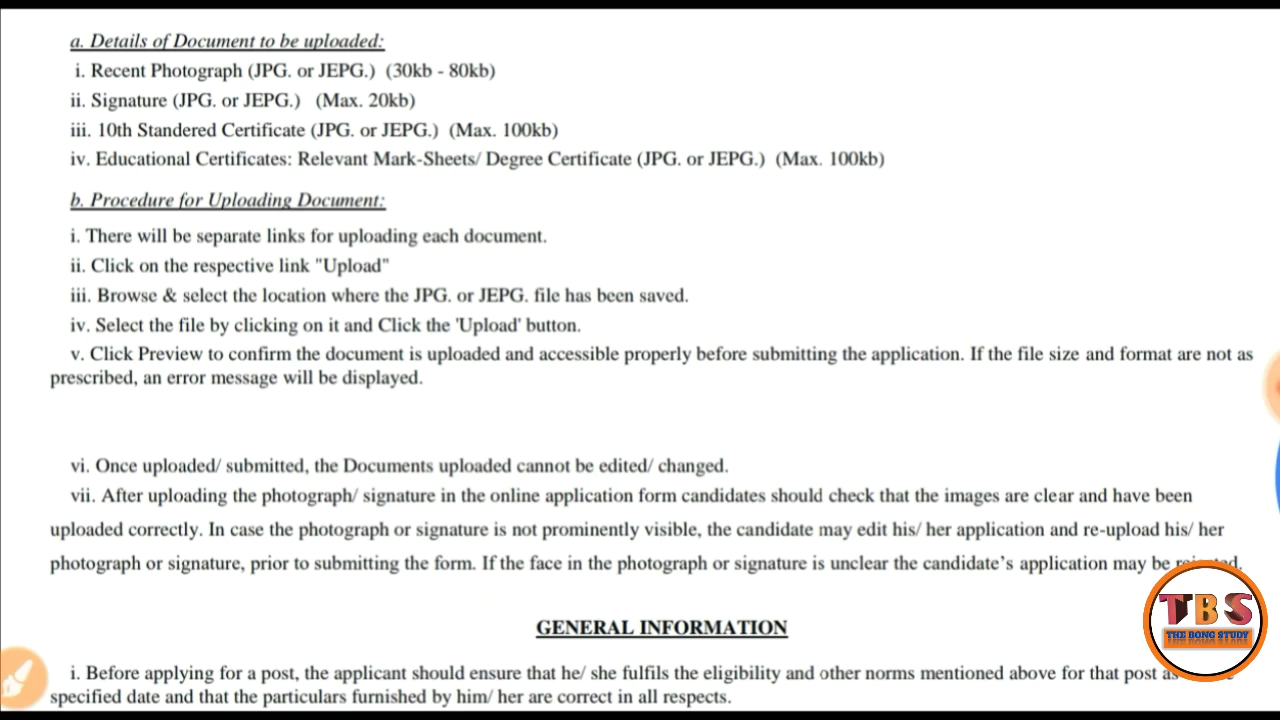 a. Details of Document to be uploaded:
i. Recent Photograph (JPG. or JEPG.) (30kb - 80kb)
ii. Signature (JPG. or JEPG.) (Max. 20kb)
iii. 10th Standered Certificate (JPG. or JEPG.) (Max. 100kb)
iv. Educational Certificates: Relevant Mark-Sheets/ Degree Certificate (JPG. or JEPG.) (Max. 100kb)
b. Procedure for Uploading Document:
i. There will be separate links for uploading each document.
ii. Click on the respective link "Upload"
iii. Browse & select the location where the JPG. or JEPG. file has been saved.
iv. Select the file by clicking on it and Click the 'Upload' button.
v. Click Preview to confirm the document is uploaded and accessible properly before submitting the application. If the file size and format are not as
prescribed, an error message will be displayed.
vi. Once uploaded/ submitted, the Documents uploaded cannot be edited/ changed.
vii. After uploading the photograph/ signature in the online application form candidates should check that the images are clear and have been
uploaded correctly. In case the photograph or signature is not prominently visible, the candidate may edit his/ her application and re-upload his/ her
photograph or signature, prior to submitting the form. If the face in the photograph or signature is unclear the candidate's application may be
TBS
THE BONG STUDY
GENERAL INFORMATION
i. Before applying for a post, the applicant should ensure that he/ she fulfils the eligibility and other norms mentioned above for that post as
specified date and that the particulars furnished by him/ her are correct in all respects.